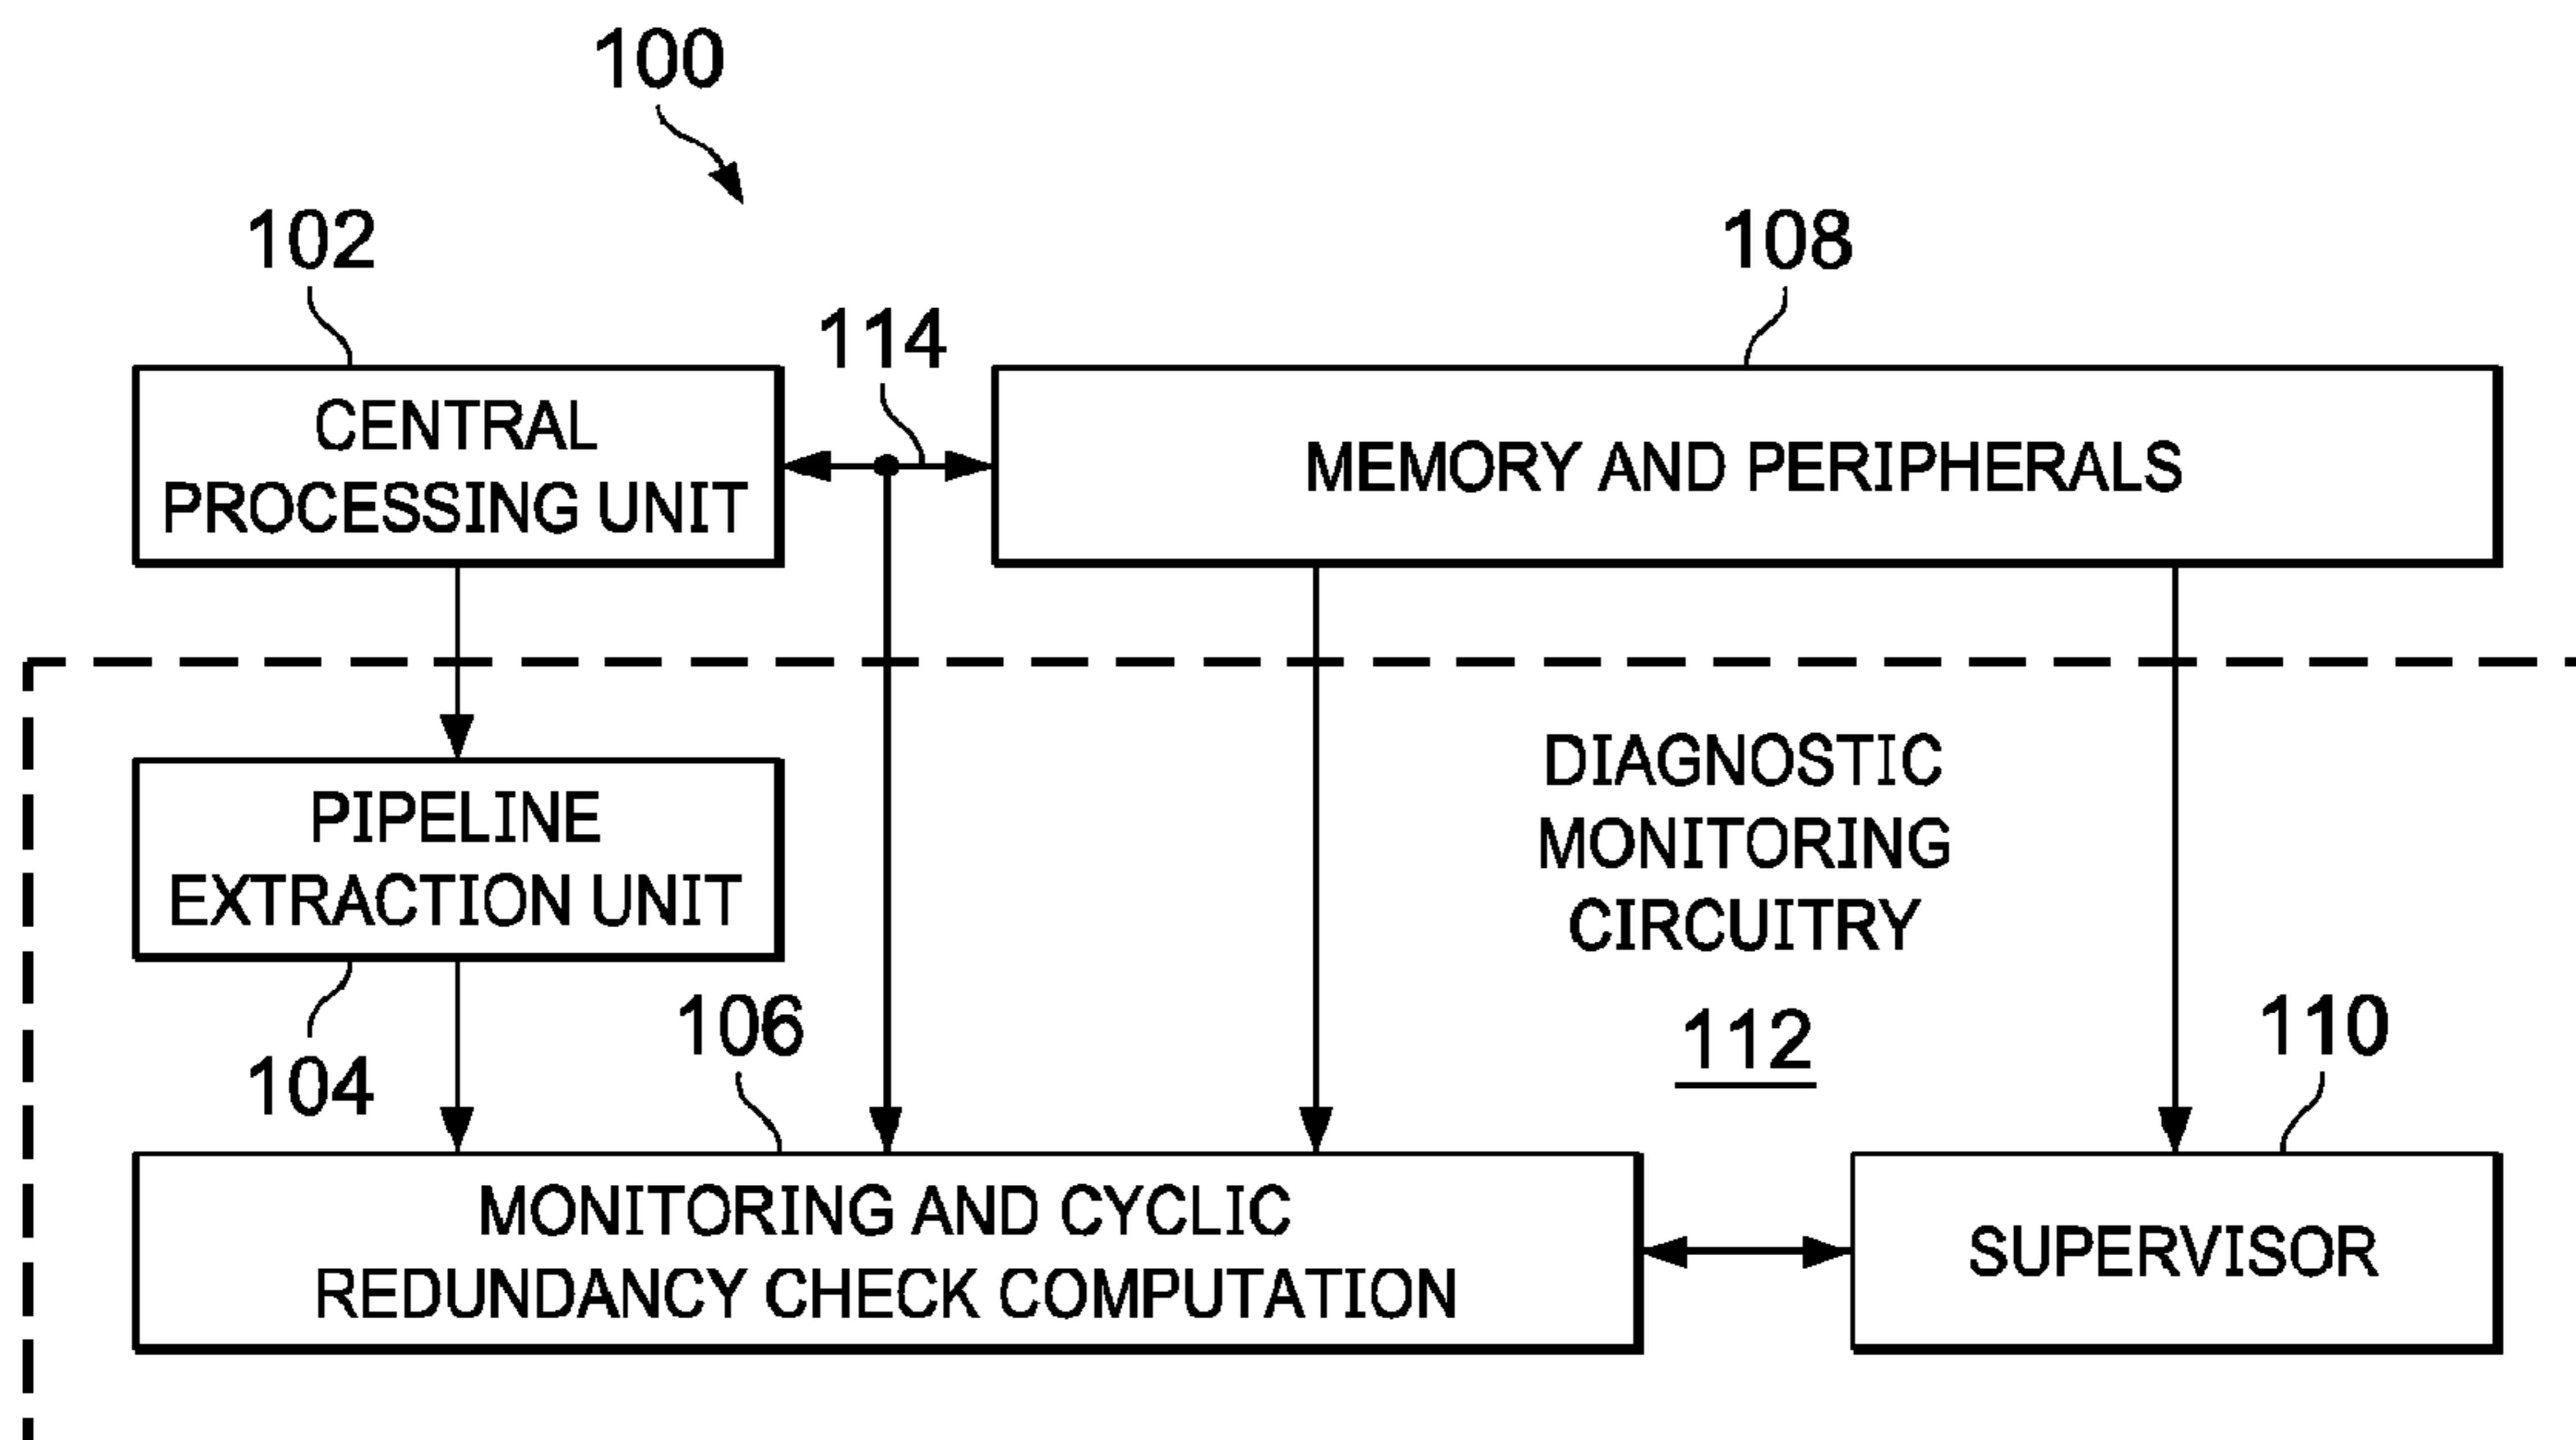 100
102
108
114
CENTRAL
PROCESSING UNIT
MEMORY AND PERIPHERALS
PIPELINE
EXTRACTION UNIT
DIAGNOSTIC
MONITORING
CIRCUITRY
112
104
106
110
MONITORING AND CYCLIC
REDUNDANCY CHECK COMPUTATION
SUPERVISOR